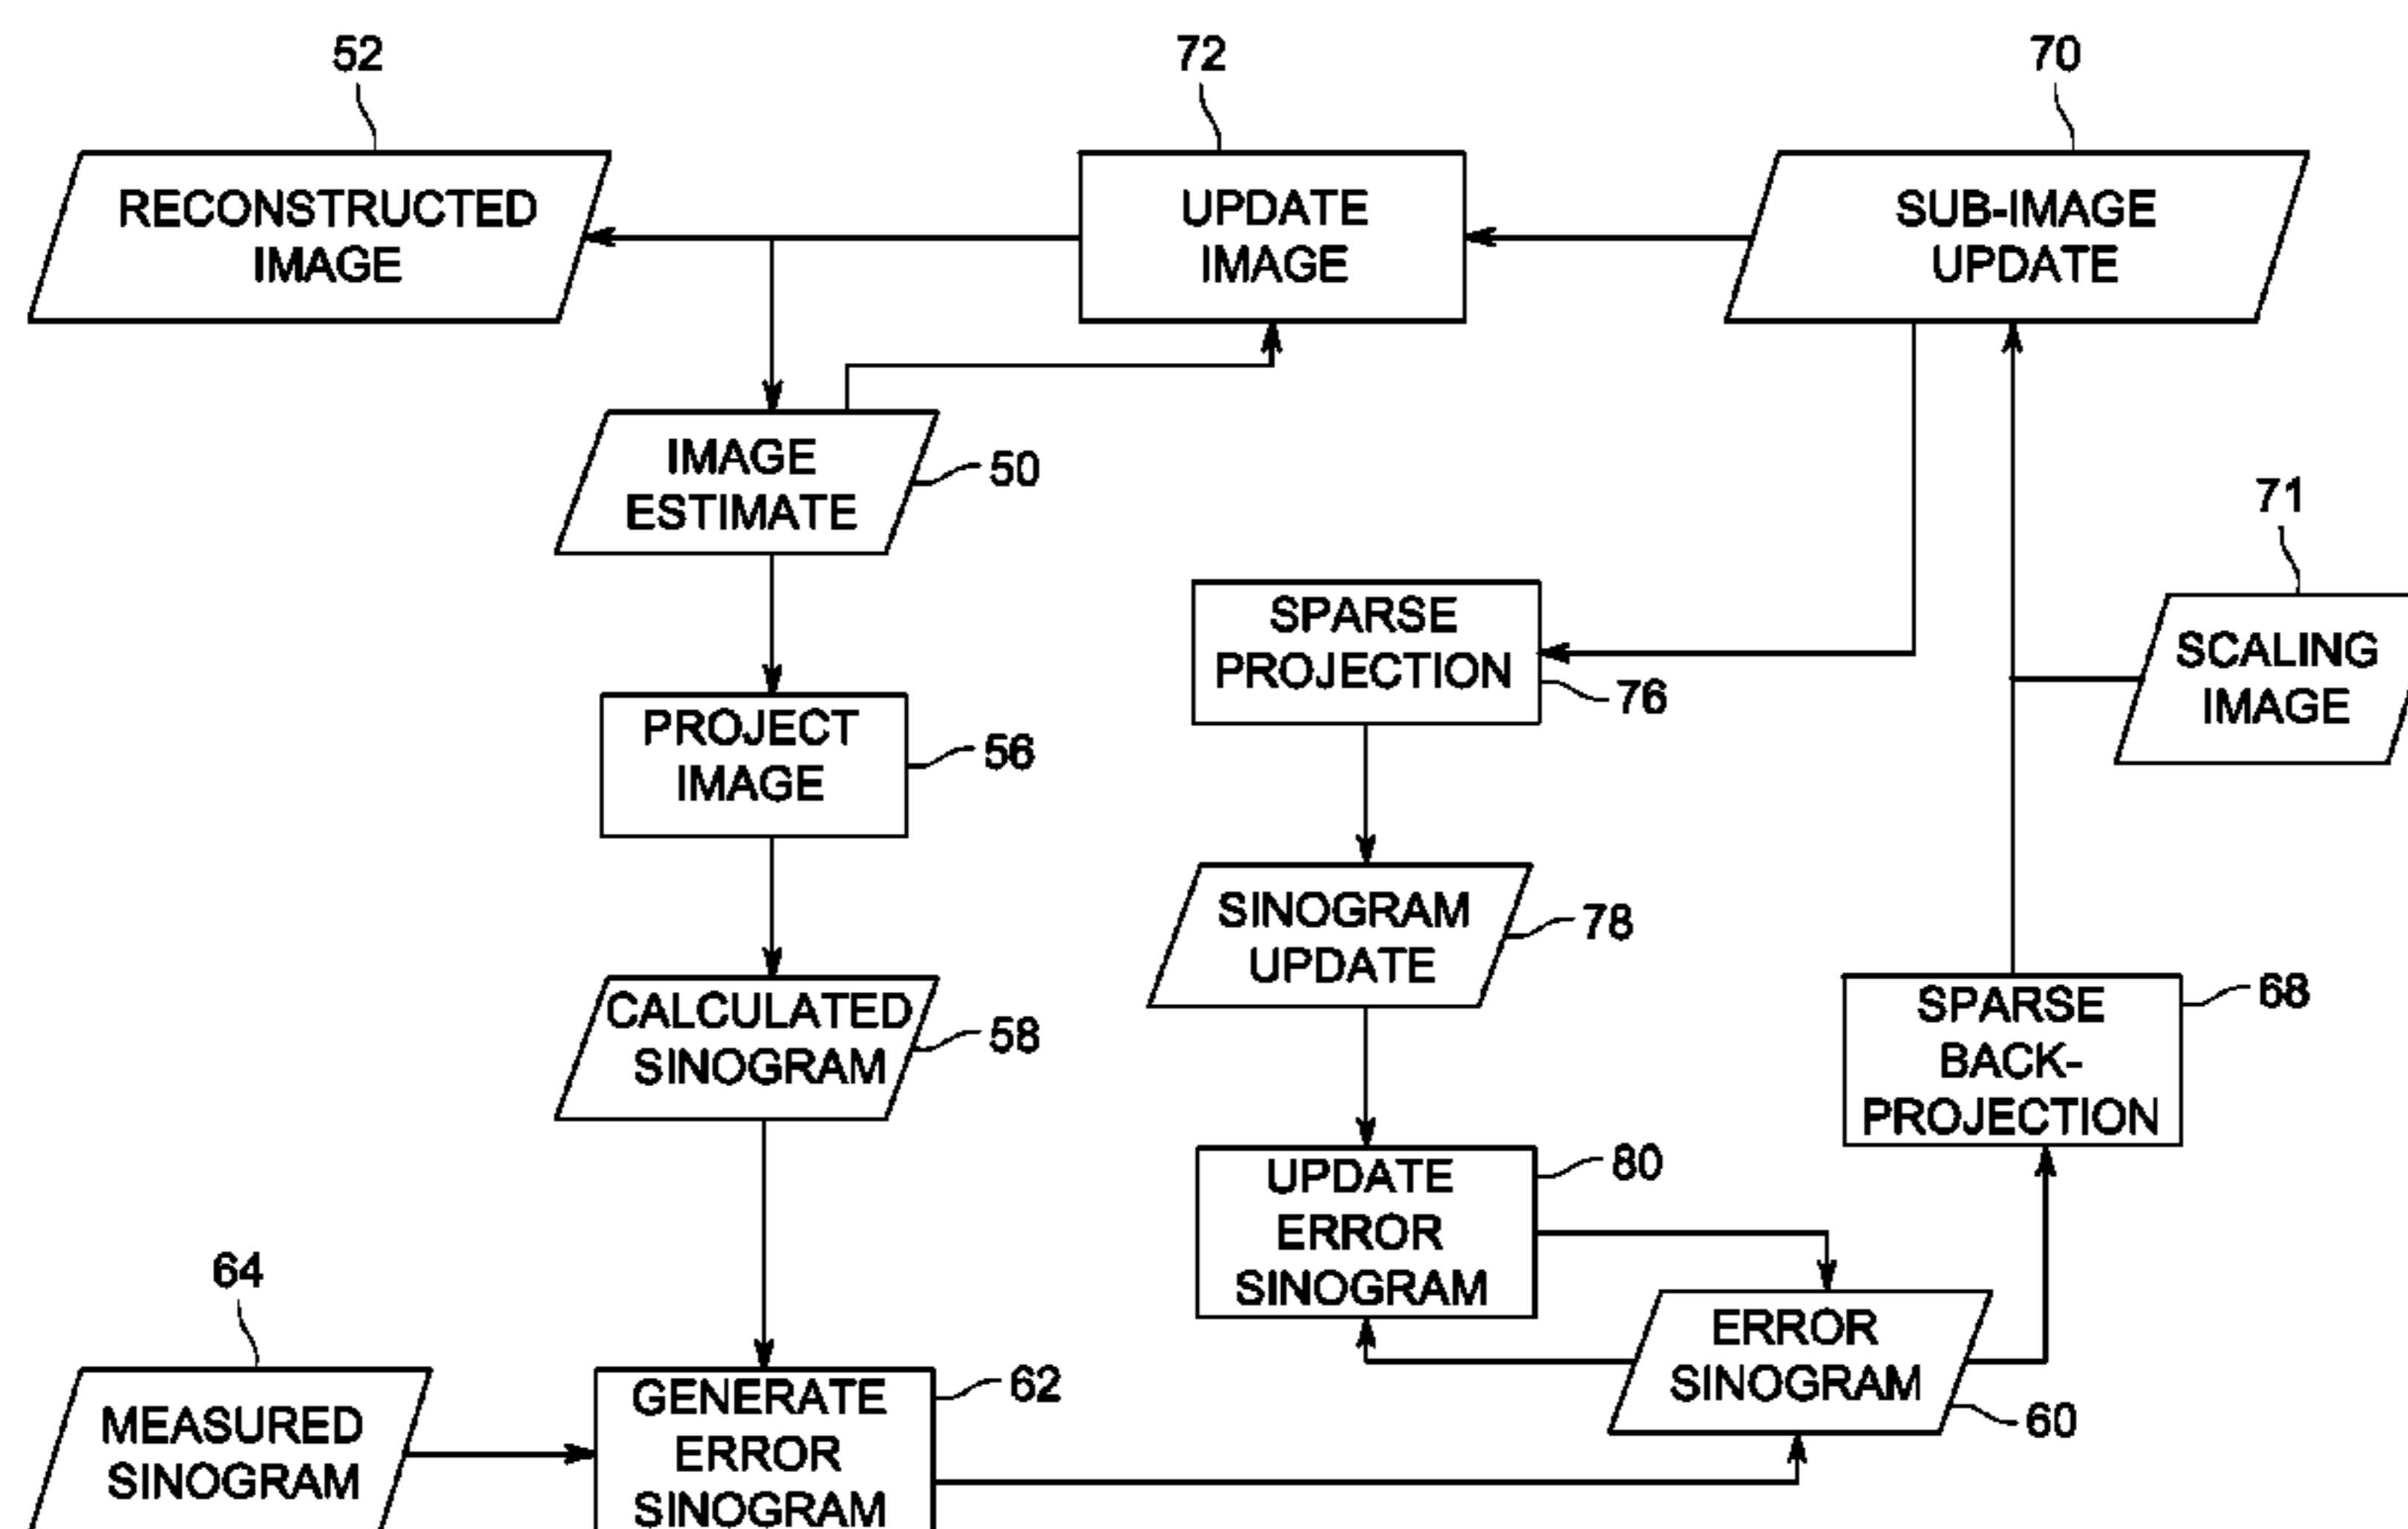 52
72
70
RECONSTRUCTED
IMAGE
UPDATE
IMAGE
SUB-IMAGE
UPDATE
IMAGE
ESTIMATE
50
71
SCALING
IMAGE
SPARSE
PROJECTION
76
PROJECT
IMAGE
56
SINOGRAM
UPDATE
78
CALCULATED
SINOGRAM
58
SPARSE
BACK-
PROJECTION
68
UPDATE
ERROR
SINOGRAM
80
ERROR
SINOGRAM
60
64
MEASURED
SINOGRAM
GENERATE
ERROR
SINOGRAM
62